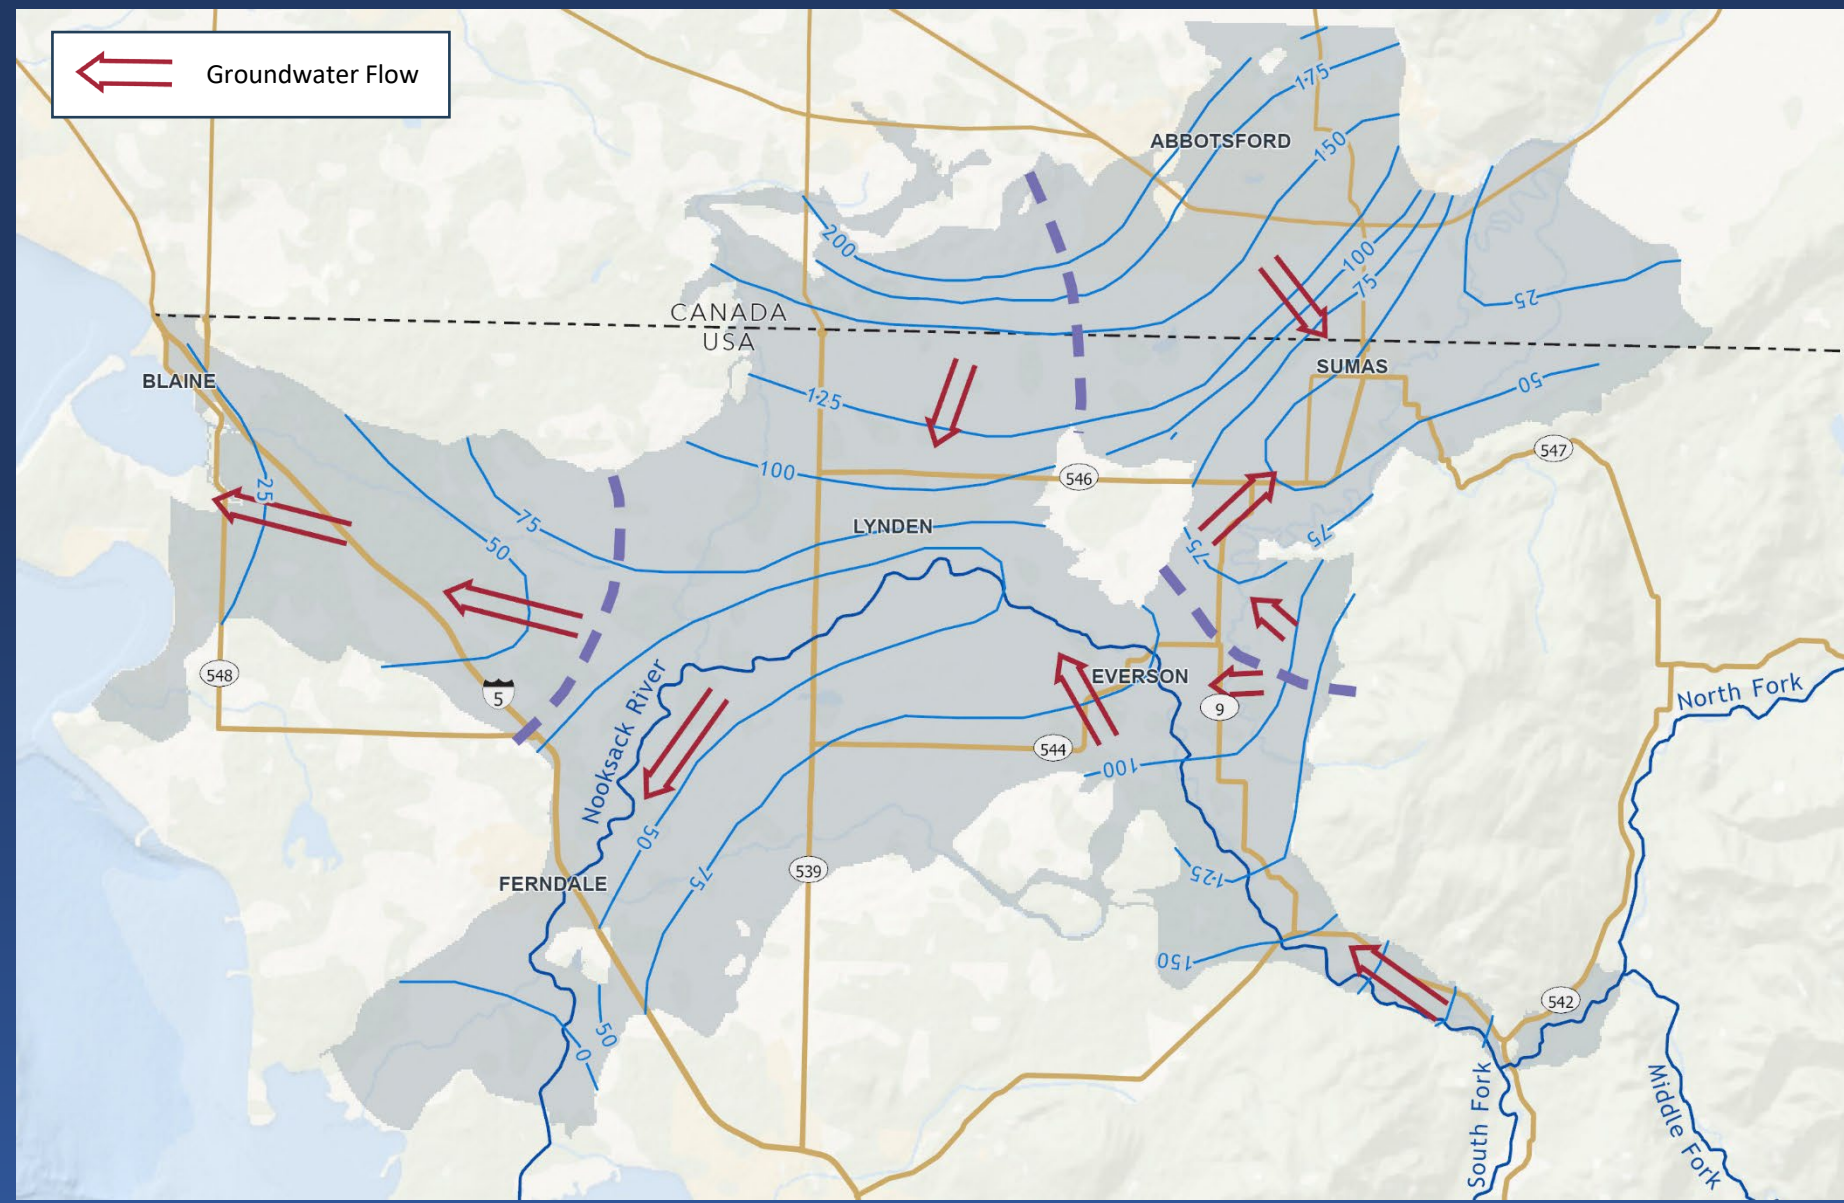 Groundwater Flow
175
ABBOTSFORD
150
200
100
75
25
CANADA
USA
SUMAS
BLAINE
50
125
547
100
546
25
75
LYNDEN
75
75
50
548
5
Nooksack River
EVERSON
9
North Fork
544
100
50
539
75
FERNDALE
125
150
542
50
0
South Fork
Middle Fork